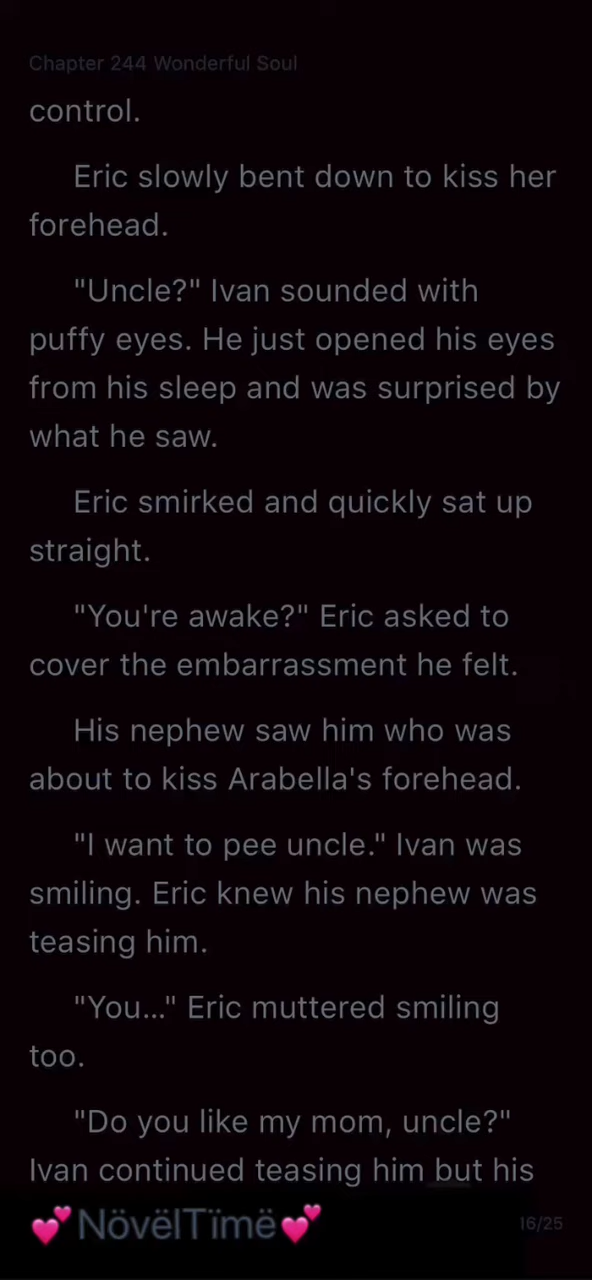 Chapter 244 Wonderful Soul
control.
Eric slowly bent down to kiss her
forehead.
"Uncle?" Ivan sounded with
puffy eyes. He just opened his eyes
from his sleep and was surprised by
what he saw.
Eric smirked and quickly sat up
straight.
"You're awake?" Eric asked to
cover the embarrassment he felt.
His nephew saw him who was
about to kiss Arabella's forehead.
"I want to pee uncle." Ivan was
smiling. Eric knew his nephew was
teasing him.
"You..." Eric muttered smiling
too.
"Do you like my mom, uncle?"
Ivan continued teasing him but his
💕NövëlTïmë💕
16/25